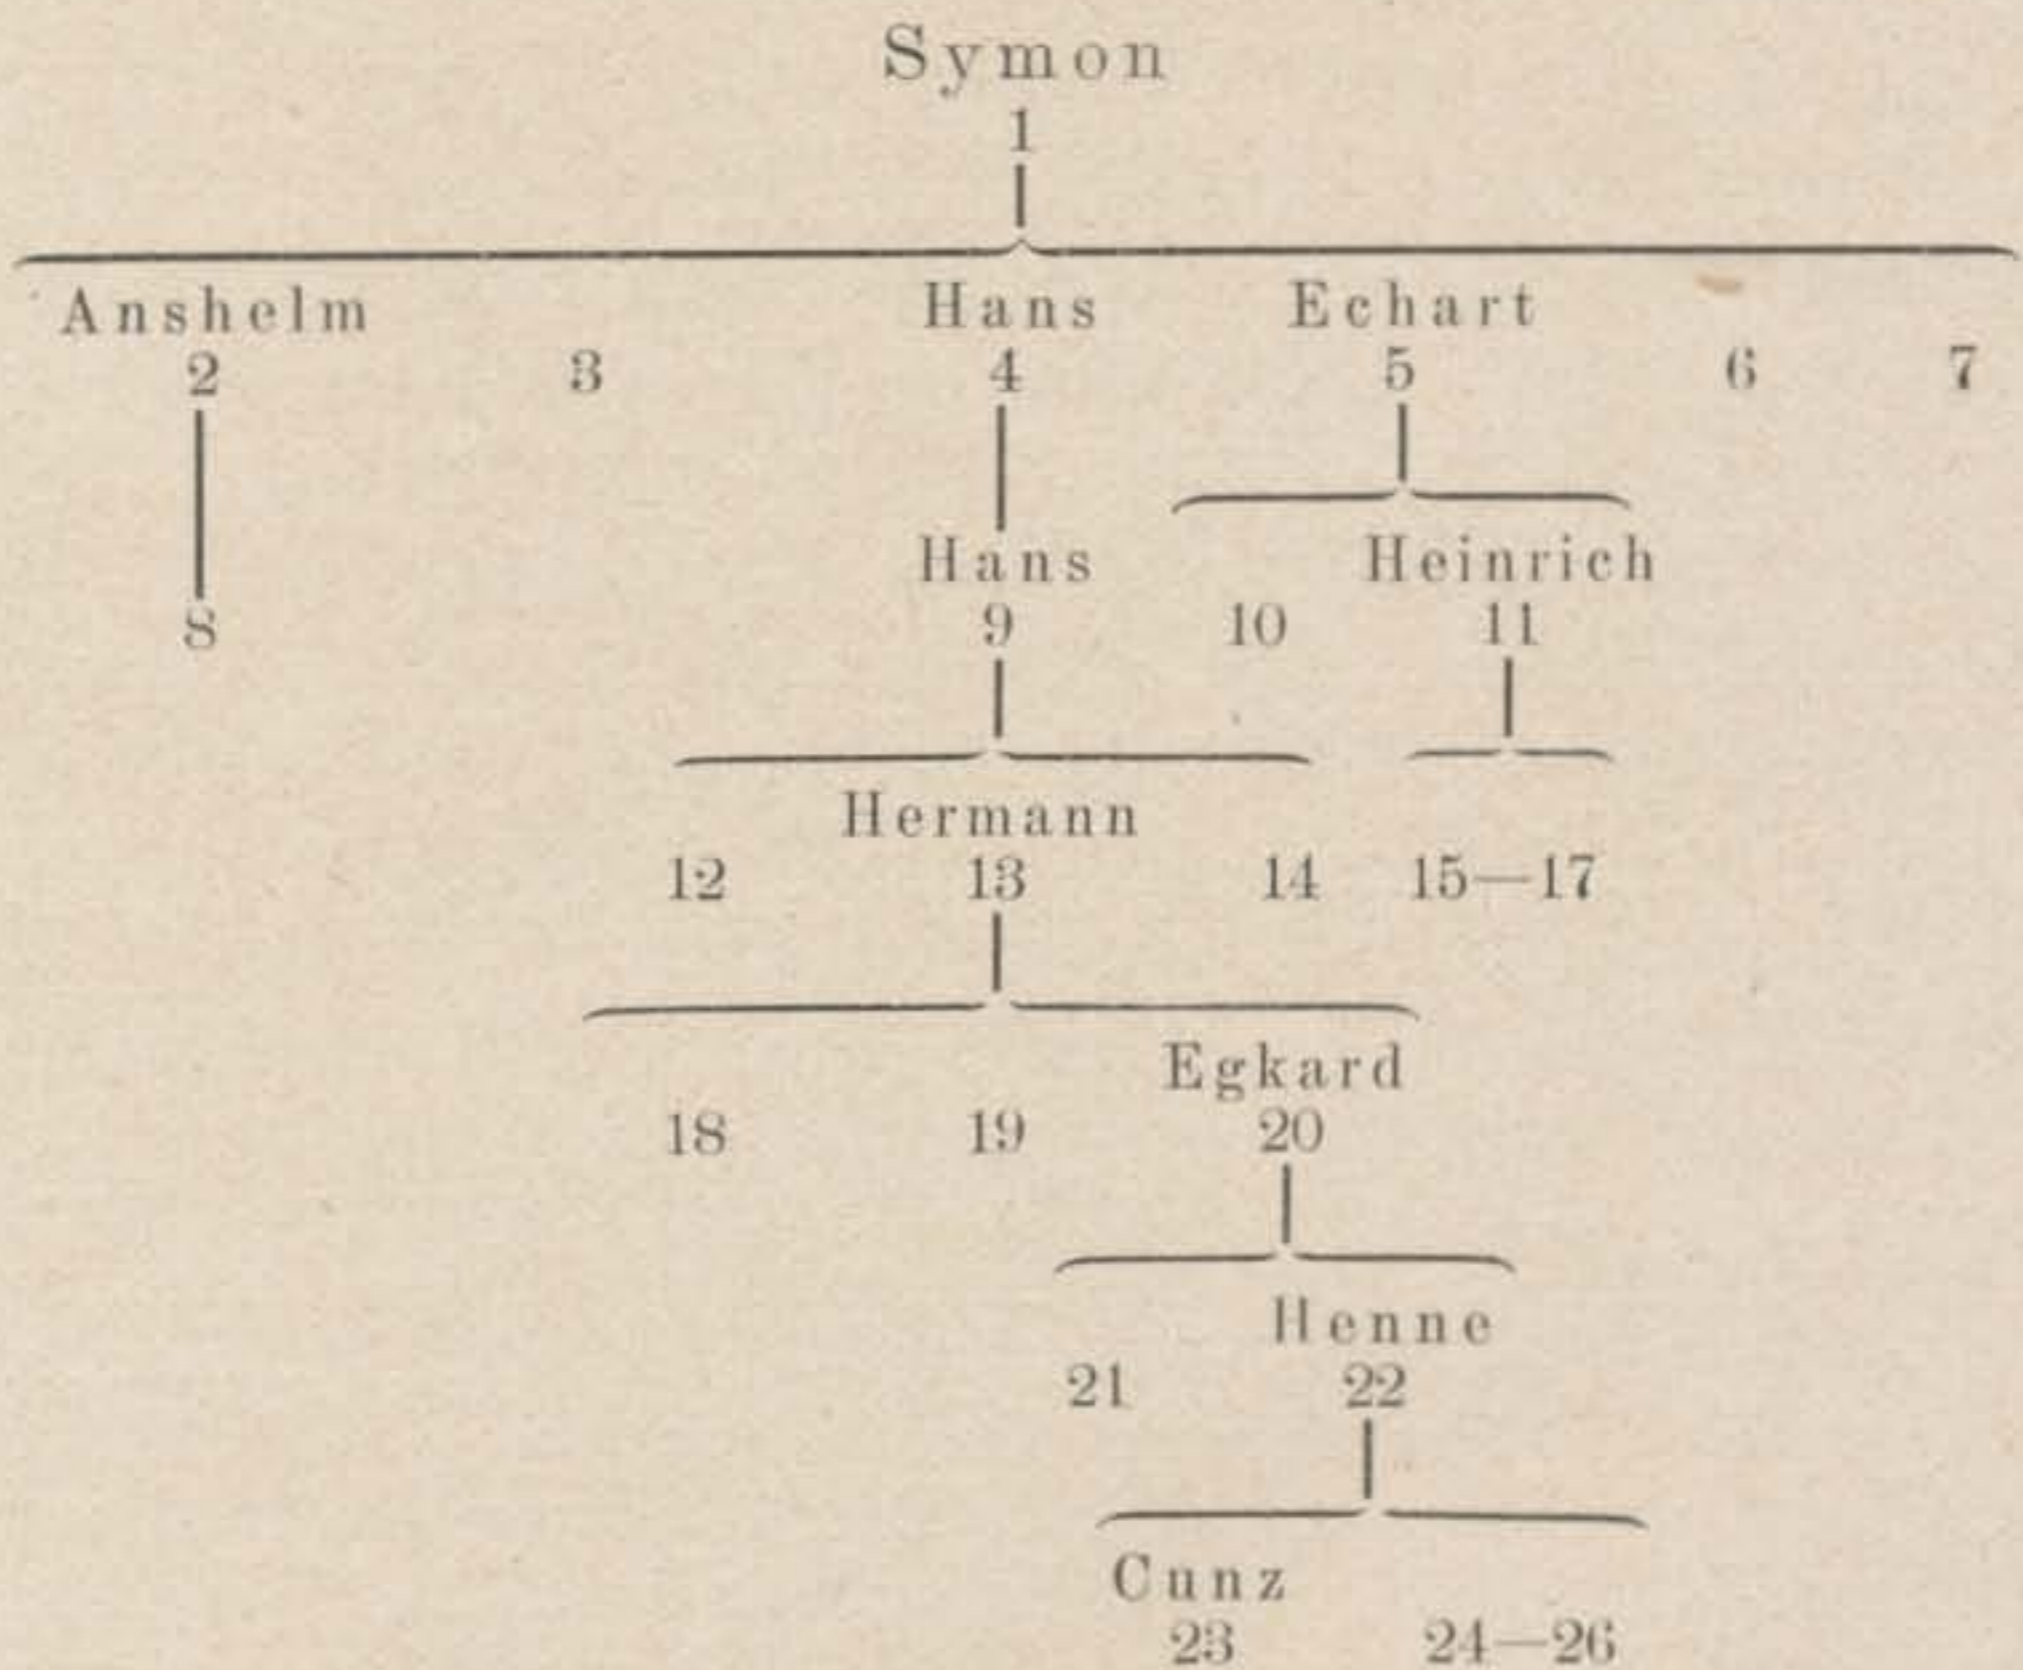 Symon
1
Anshelm Hans Echart
2 3 4 5 6 7
Hans Heinrich
8 9 10 11
Hermann
12 13 14 15—17
Egkard
18 19 20
Henne
21 22
Cunz
23 24—26